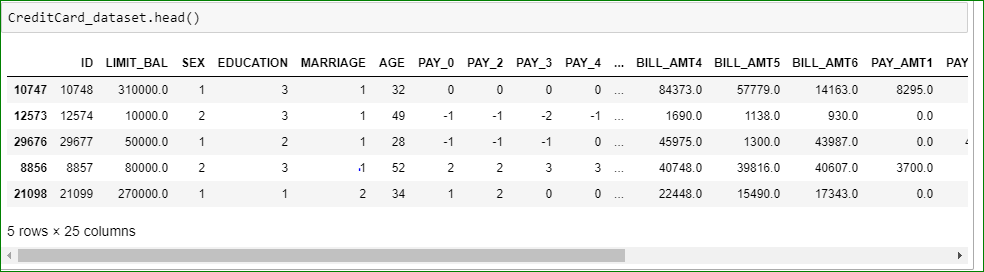 CreditCard_dataset.head()
ID LIMIT_BAL SEX EDUCATION MARRIAGE AGE PAY_0 PAY_2 PAY_3 PAY_4 ... BILL_AMT4 BILL_AMT5 BILL_AMT6 PAY_AMT1 PAY
10747 10748 310000.0 1 3 1 32 0 0 0 0 ... 84373.0 57779.0 14163.0 8295.0
12573 12574 10000.0 2 3 1 49 -1 -1 -2 -1 ... 1690.0 1138.0 930.0 0.0
29676 29677 50000.0 1 2 1 28 -1 -1 -1 0 ... 45975.0 1300.0 43987.0 0.0 4
8856 8857 80000.0 2 3 1 52 2 2 3 3 ... 40748.0 39816.0 40607.0 3700.0
21098 21099 270000.0 1 1 2 34 1 2 0 0 ... 22448.0 15490.0 17343.0 0.0
5 rows × 25 columns